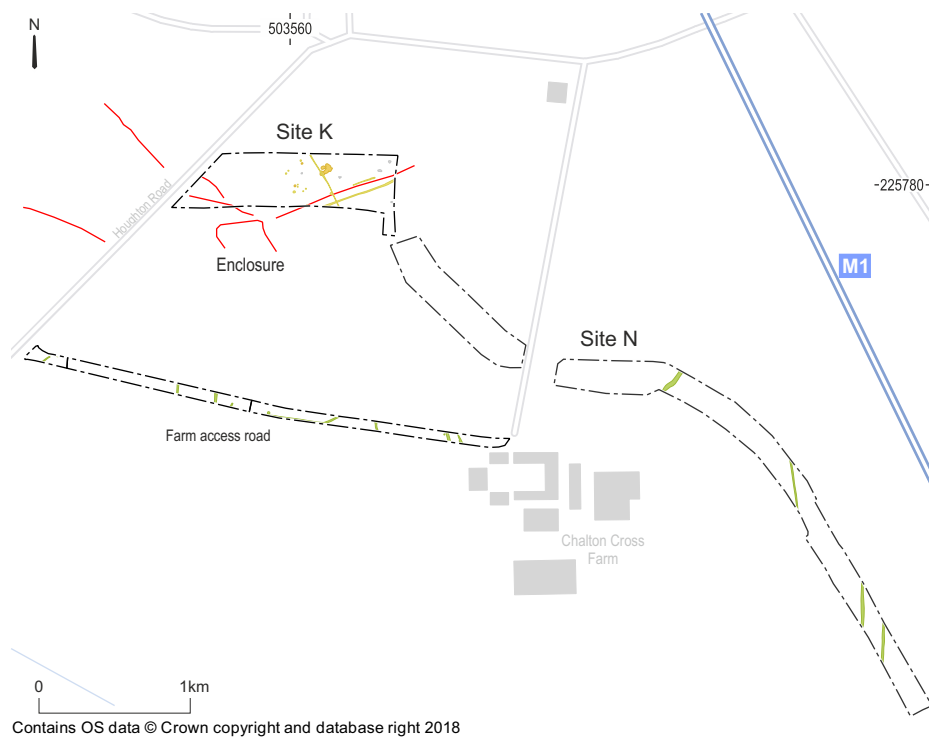 N
503560
Site K
Houghton Road
225780
Enclosure
M1
Site N
Farm access road
Chalton Cross
Farm
0 1km
Contains OS data © Crown copyright and database right 2018